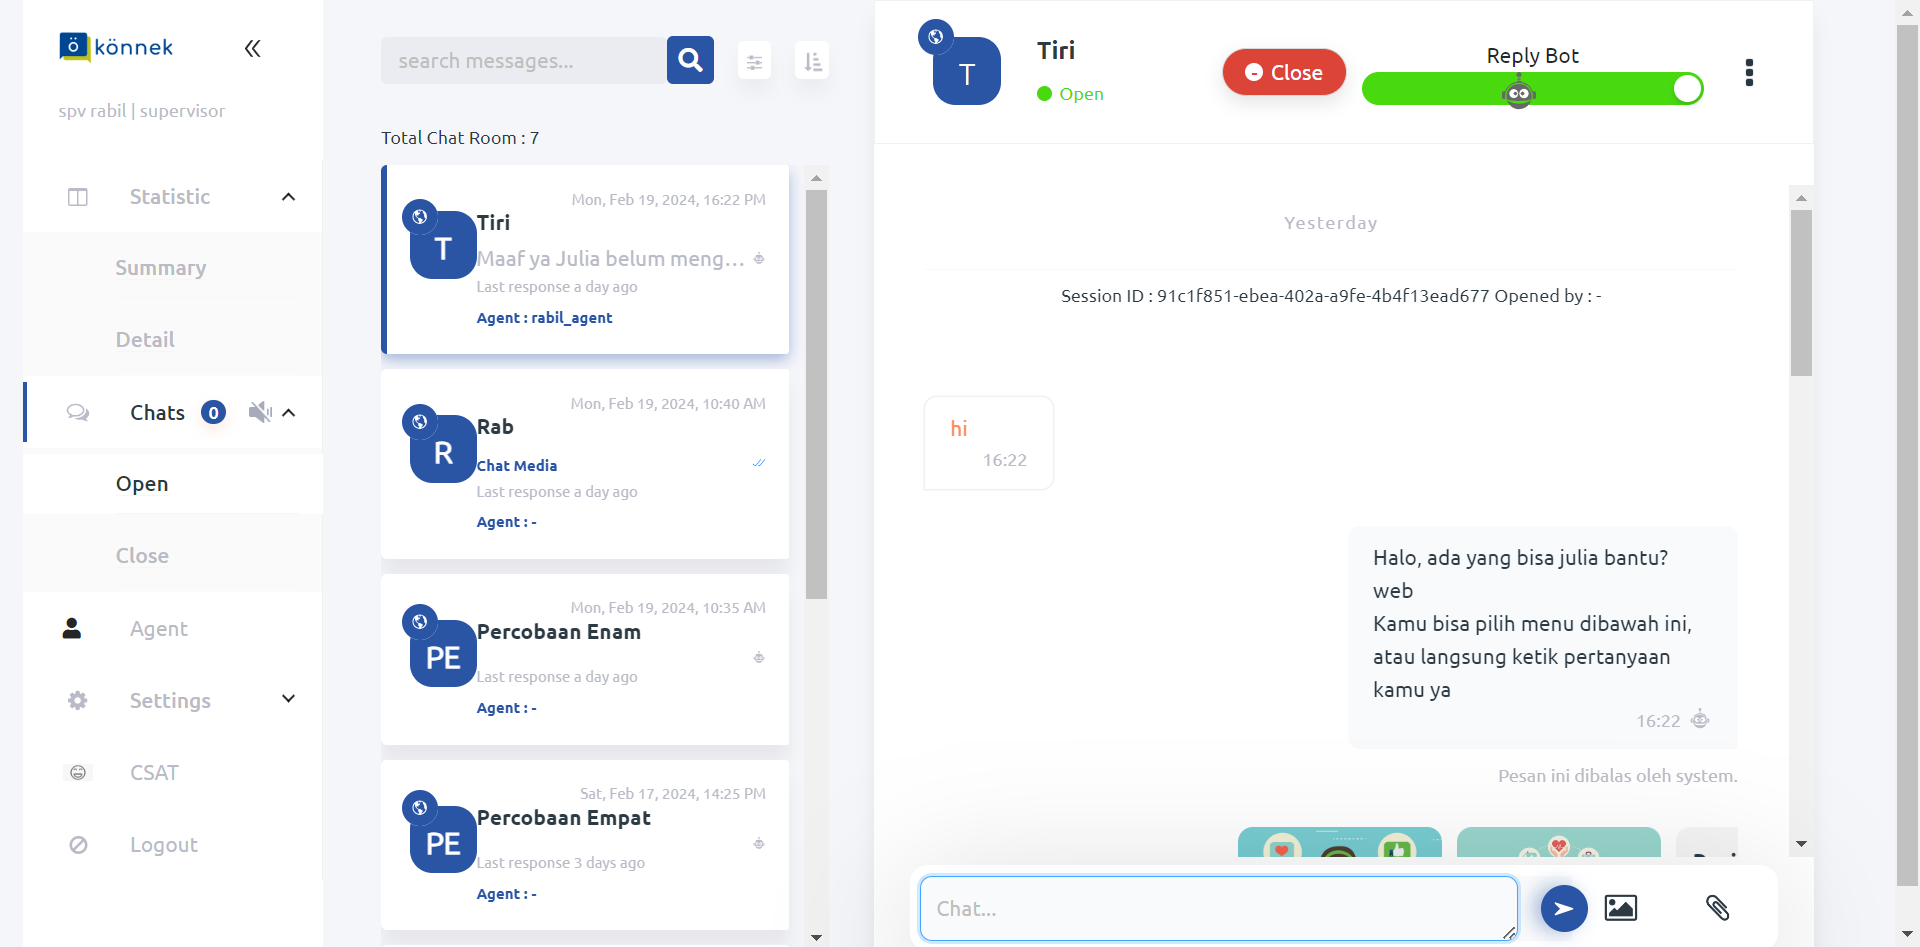 könnek
spv rabil | supervisor
Statistic
Summary
Detail
Chats 0
Open
Close
Agent
Settings
CSAT
Logout
search messages...
Total Chat Room : 7
Mon, Feb 19, 2024, 16:22 PM
T
Tiri
Maaf ya Julia belum meng...
Last response a day ago
Agent : rabil_agent
Mon, Feb 19, 2024, 10:40 AM
R
Rab
Chat Media
Last response a day ago
Agent : -
Mon, Feb 19, 2024, 10:35 AM
PE
Percobaan Enam
Last response a day ago
Agent : -
Sat, Feb 17, 2024, 14:25 PM
PE
Percobaan Empat
Last response 3 days ago
Agent : -
T
Tiri
Open
Close
Reply Bot
Yesterday
Session ID : 91c1f851-ebea-402a-a9fe-4b4f13ead677 Opened by : -
hi
16:22
Halo, ada yang bisa julia bantu?
web
Kamu bisa pilih menu dibawah ini,
atau langsung ketik pertanyaan
kamu ya
16:22
Pesan ini dibalas oleh system.
Chat...